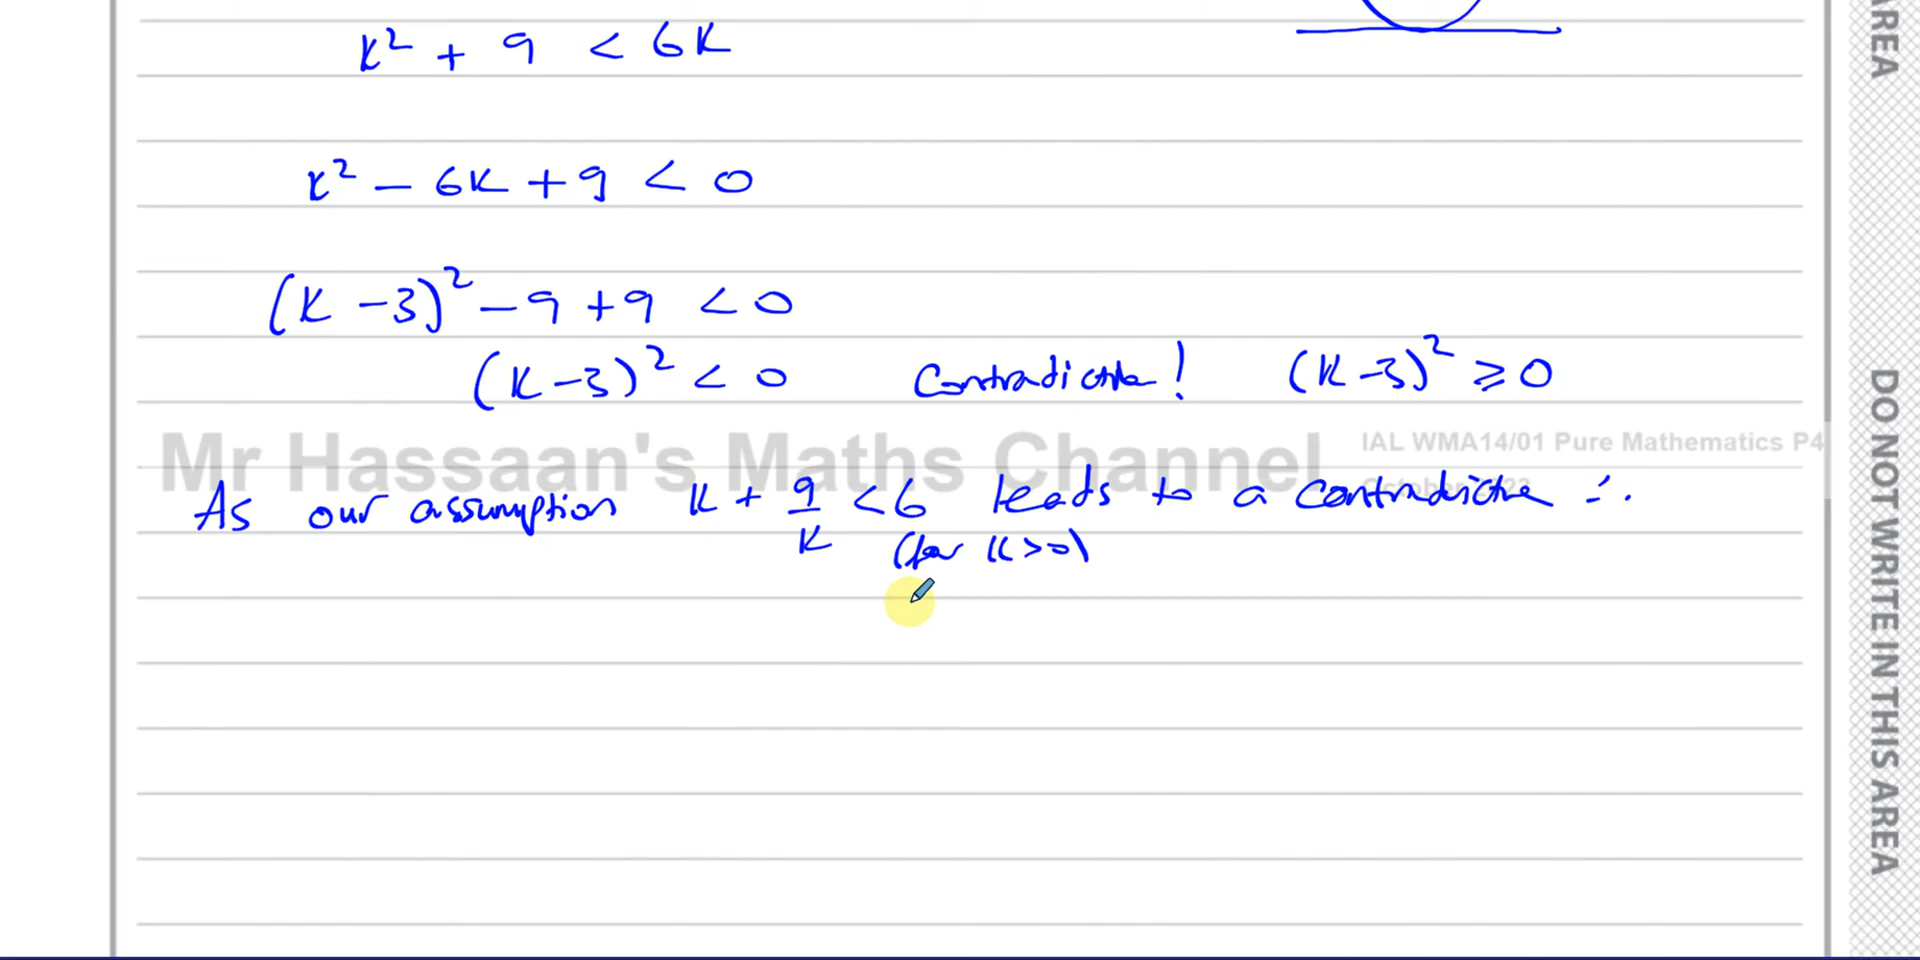 k² + 9 < 6k
k² - 6k + 9 < 0
(k - 3)² - 9 + 9 < 0
(k - 3)² < 0 Contradiction! (k - 3)² ≥ 0
Mr Hassaan's Maths Channel
IAL WMA14/01 Pure Mathematics P4
As our assumption k + 9/k < 6 leads to a contradiction ∴
(for k > 0)
AREA
DO NOT WRITE IN THIS AREA